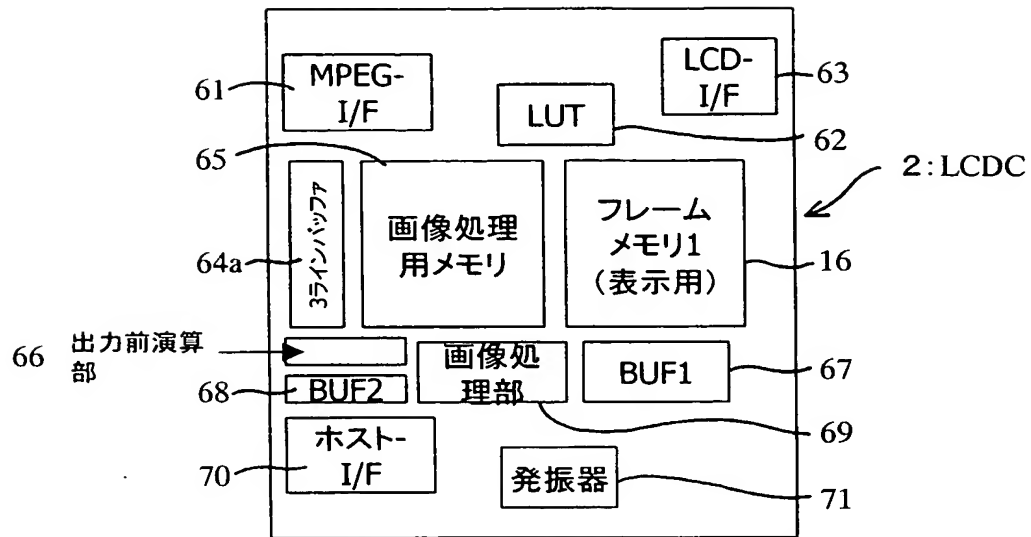 61
MPEG-
I/F
LCD-
I/F
63
LUT
62
65
2:LCDC
64a
3ラインバッファ
画像処理
用メモリ
フレーム
メモリ1
(表示用)
16
66
出力前演算
部
画像処
理部
BUF1
67
68
BUF2
69
ホスト-
I/F
70
発振器
71